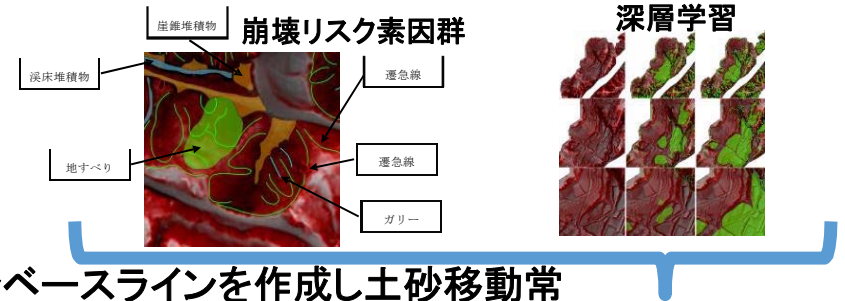 崖錐堆積物
崩壊リスク素因群
深層学習
渓床堆積物
遷急線
地すべり
遷急線
ガリー
ベースラインを作成し土砂移動常